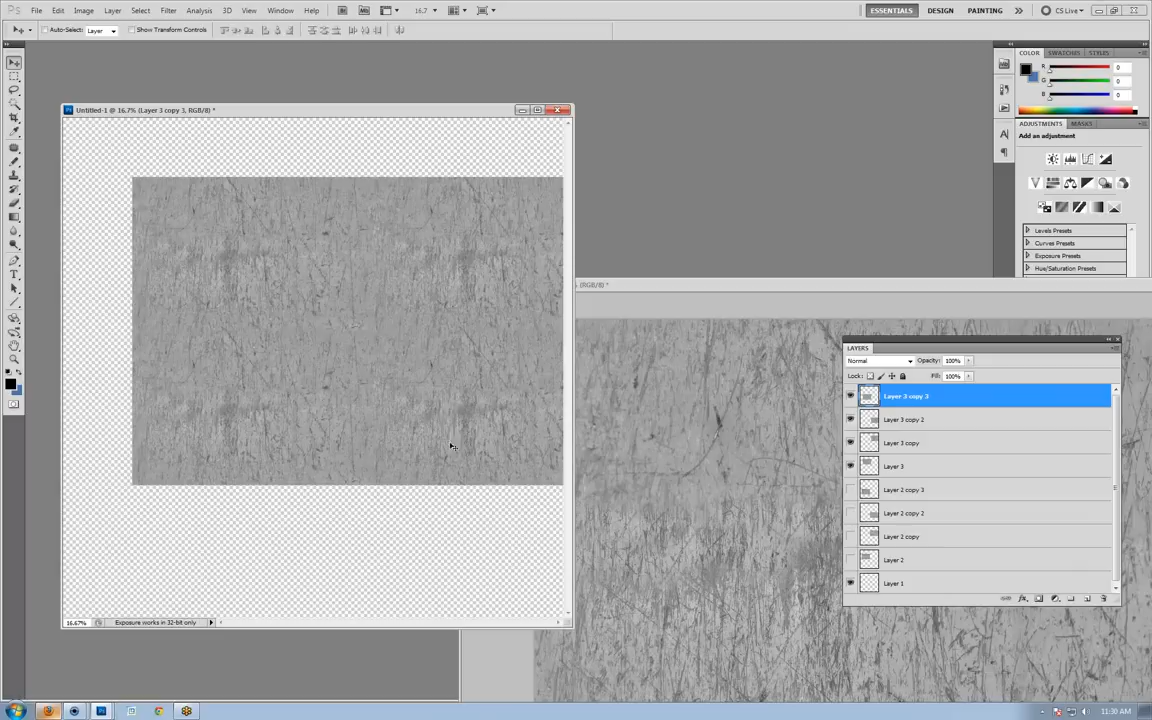 Ps File Edit Image Layer Select Filter Analysis 3D View Window Help 16.7 ESSENTIALS DESIGN PAINTING CS Live
Auto-Select: Layer Show Transform Controls
COLOR SWATCHES STYLES
R 0
G 0
B 0
Untitled-1 @ 16.7% (Layer 3 copy 3, RGB/8) *
ADJUSTMENTS MASKS
Add an adjustment
Levels Presets
Curves Presets
Exposure Presets
Hue/Saturation Presets
(RGB/8) *
LAYERS
Normal Opacity: 100%
Lock: Fill: 100%
Layer 3 copy 3
Layer 3 copy 2
Layer 3 copy
Layer 3
Layer 2 copy 3
Layer 2 copy 2
Layer 2 copy
Layer 2
Layer 1
16.67% Exposure works in 32-bit only
11:30 AM